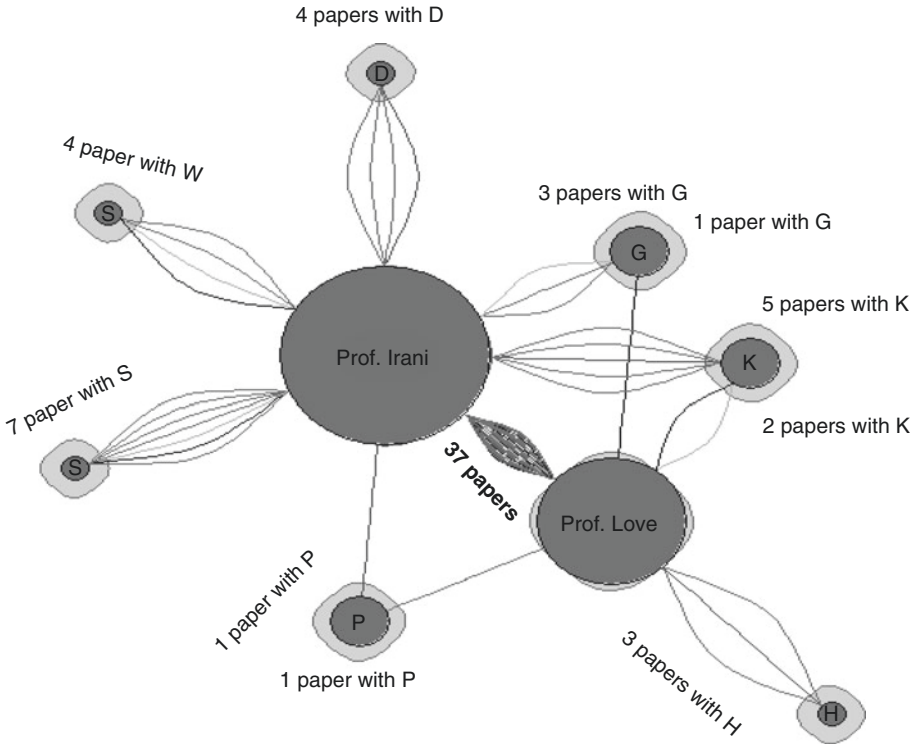 4 papers with D
D
4 paper with W
S
3 papers with G
1 paper with G
G
5 papers with K
Prof. Irani
K
7 paper with S
2 papers with K
S
37 papers
Prof. Love
1 paper with P
P
1 paper with P
3 papers with H
H